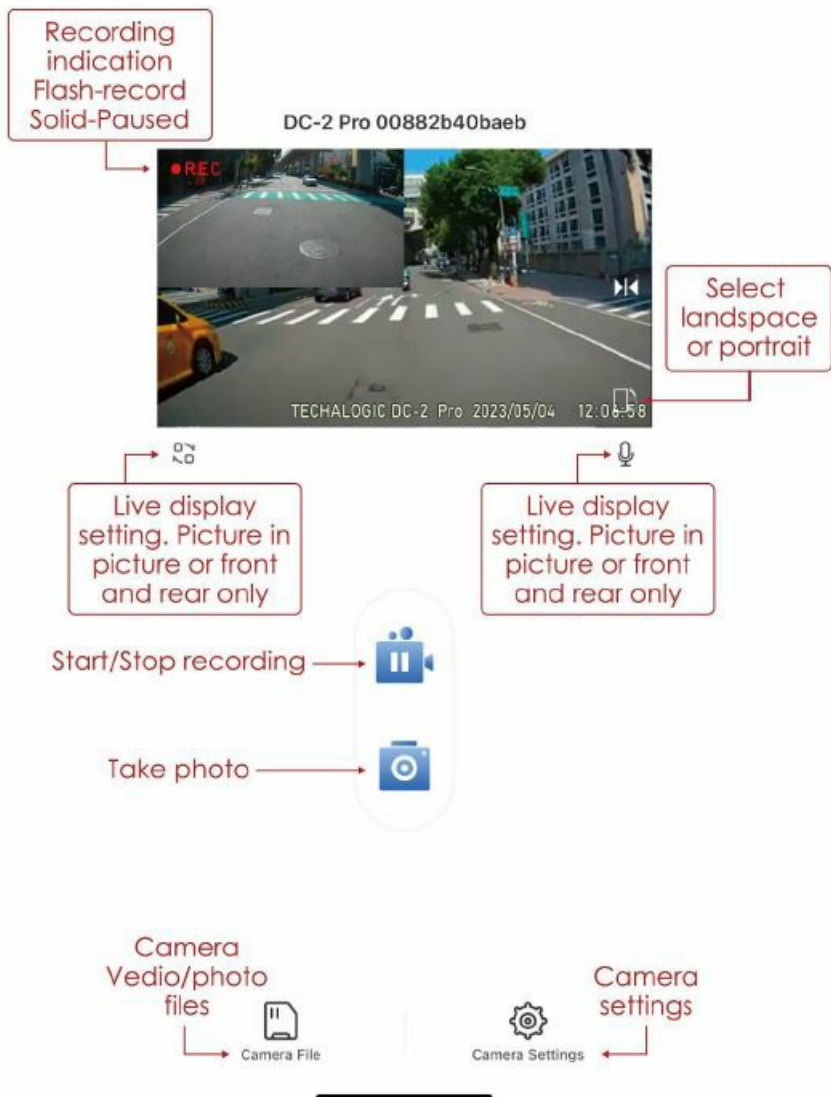 Recording
indication
Flash-record
Solid-Paused
DC-2 Pro 00882b40baeb
REC
Select
landspace
or portrait
TECHALOGIC DC-2 Pro 2023/05/04 12:06:58
Live display
setting. Picture in
picture or front
and rear only
Live display
setting. Picture in
picture or front
and rear only
Start/Stop recording
Take photo
Camera
Vedio/photo
files
Camera
settings
Camera File
Camera Settings